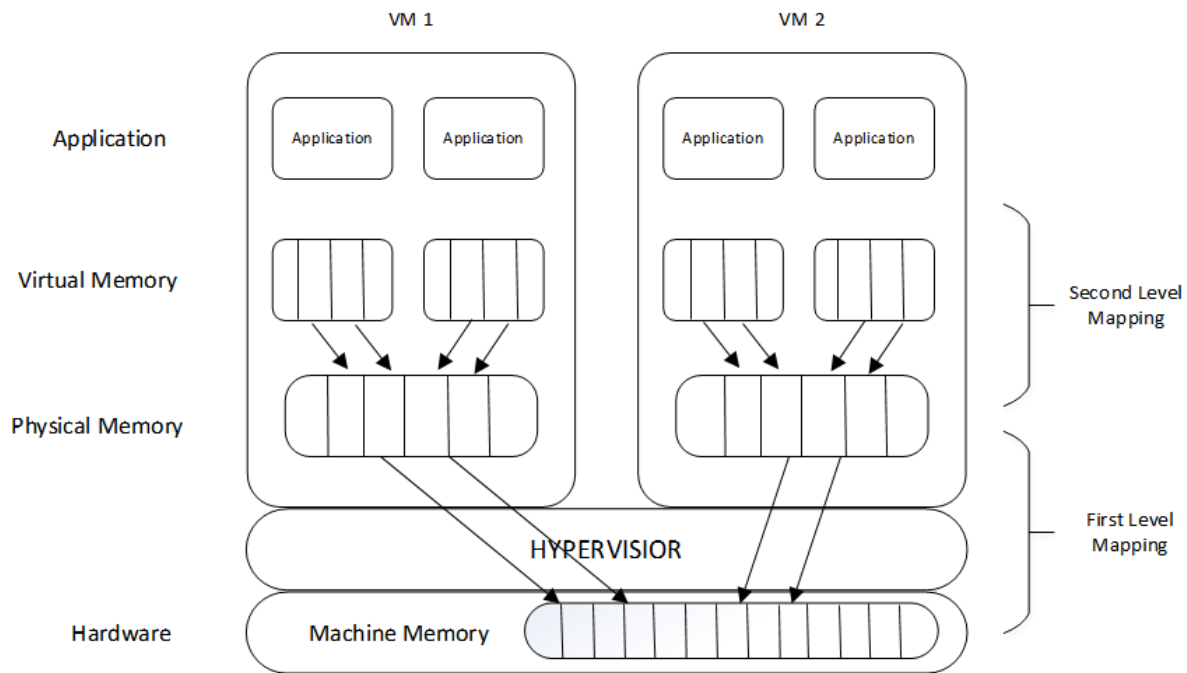 VM 1
VM 2
Application
Application
Application
Application
Application
Virtual Memory
Second Level
Mapping
Physical Memory
First Level
Mapping
HYPERVISIOR
Hardware
Machine Memory